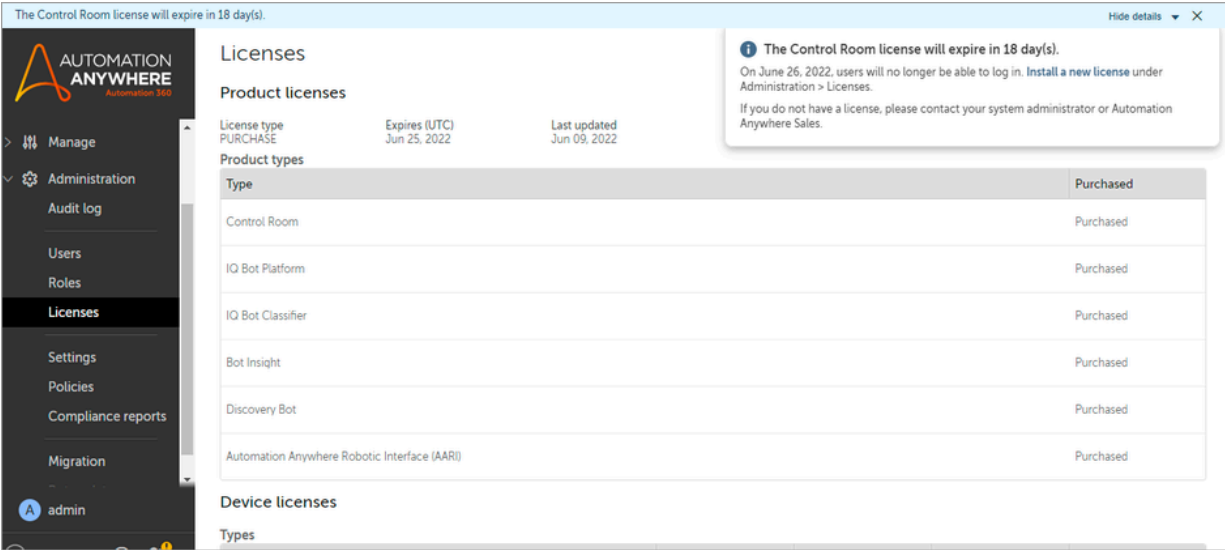 The Control Room license will expire in 18 day(s).
Hide details
AUTOMATION
ANYWHERE
Automation 360
Manage
Administration
Audit log
Users
Roles
Licenses
Settings
Policies
Compliance reports
Migration
A admin
Licenses
The Control Room license will expire in 18 day(s).
On June 26, 2022, users will no longer be able to log in. Install a new license under
Administration > Licenses.
If you do not have a license, please contact your system administrator or Automation
Anywhere Sales.
Product licenses
License type Expires (UTC) Last updated
PURCHASE Jun 25, 2022 Jun 09, 2022
Product types
Type Purchased
Control Room Purchased
IQ Bot Platform Purchased
IQ Bot Classifier Purchased
Bot Insight Purchased
Discovery Bot Purchased
Automation Anywhere Robotic Interface (AARI) Purchased
Device licenses
Types